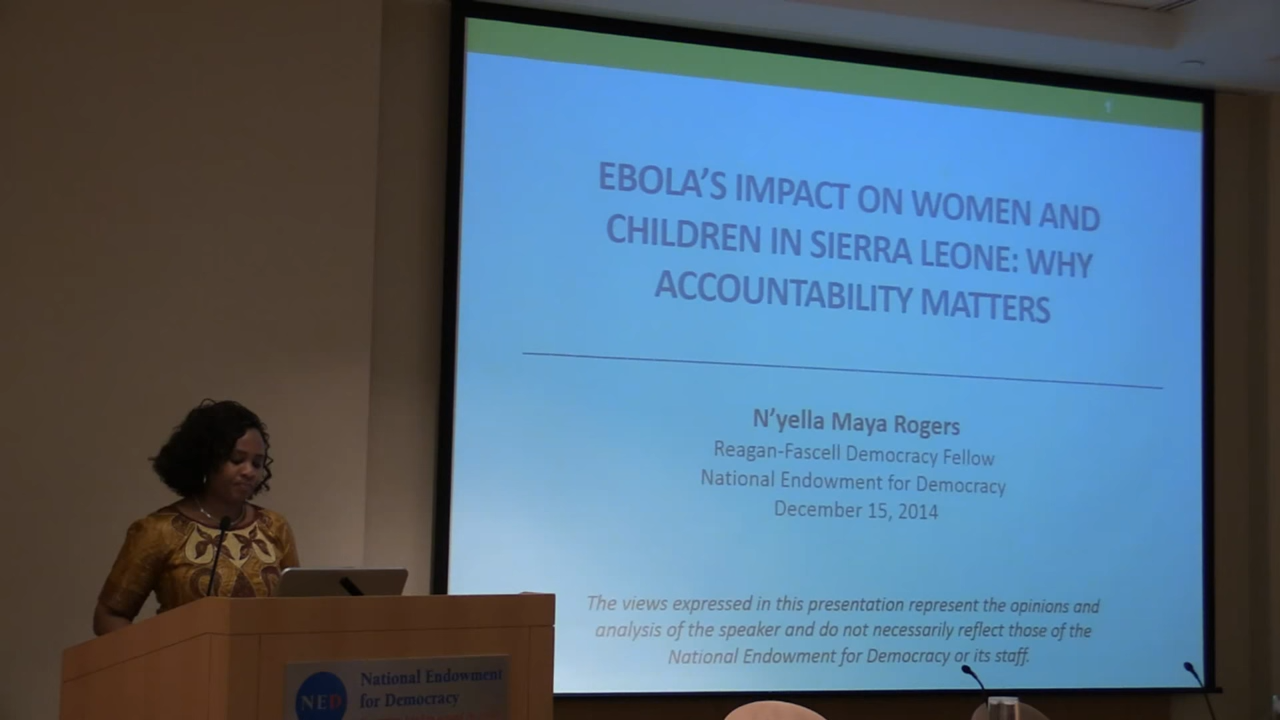 1
EBOLA'S IMPACT ON WOMEN AND
CHILDREN IN SIERRA LEONE: WHY
ACCOUNTABILITY MATTERS
N'yella Maya Rogers
Reagan-Fascell Democracy Fellow
National Endowment for Democracy
December 15, 2014
The views expressed in this presentation represent the opinions and
analysis of the speaker and do not necessarily reflect those of the
National Endowment for Democracy or its staff.
NED
National Endowment
for Democracy